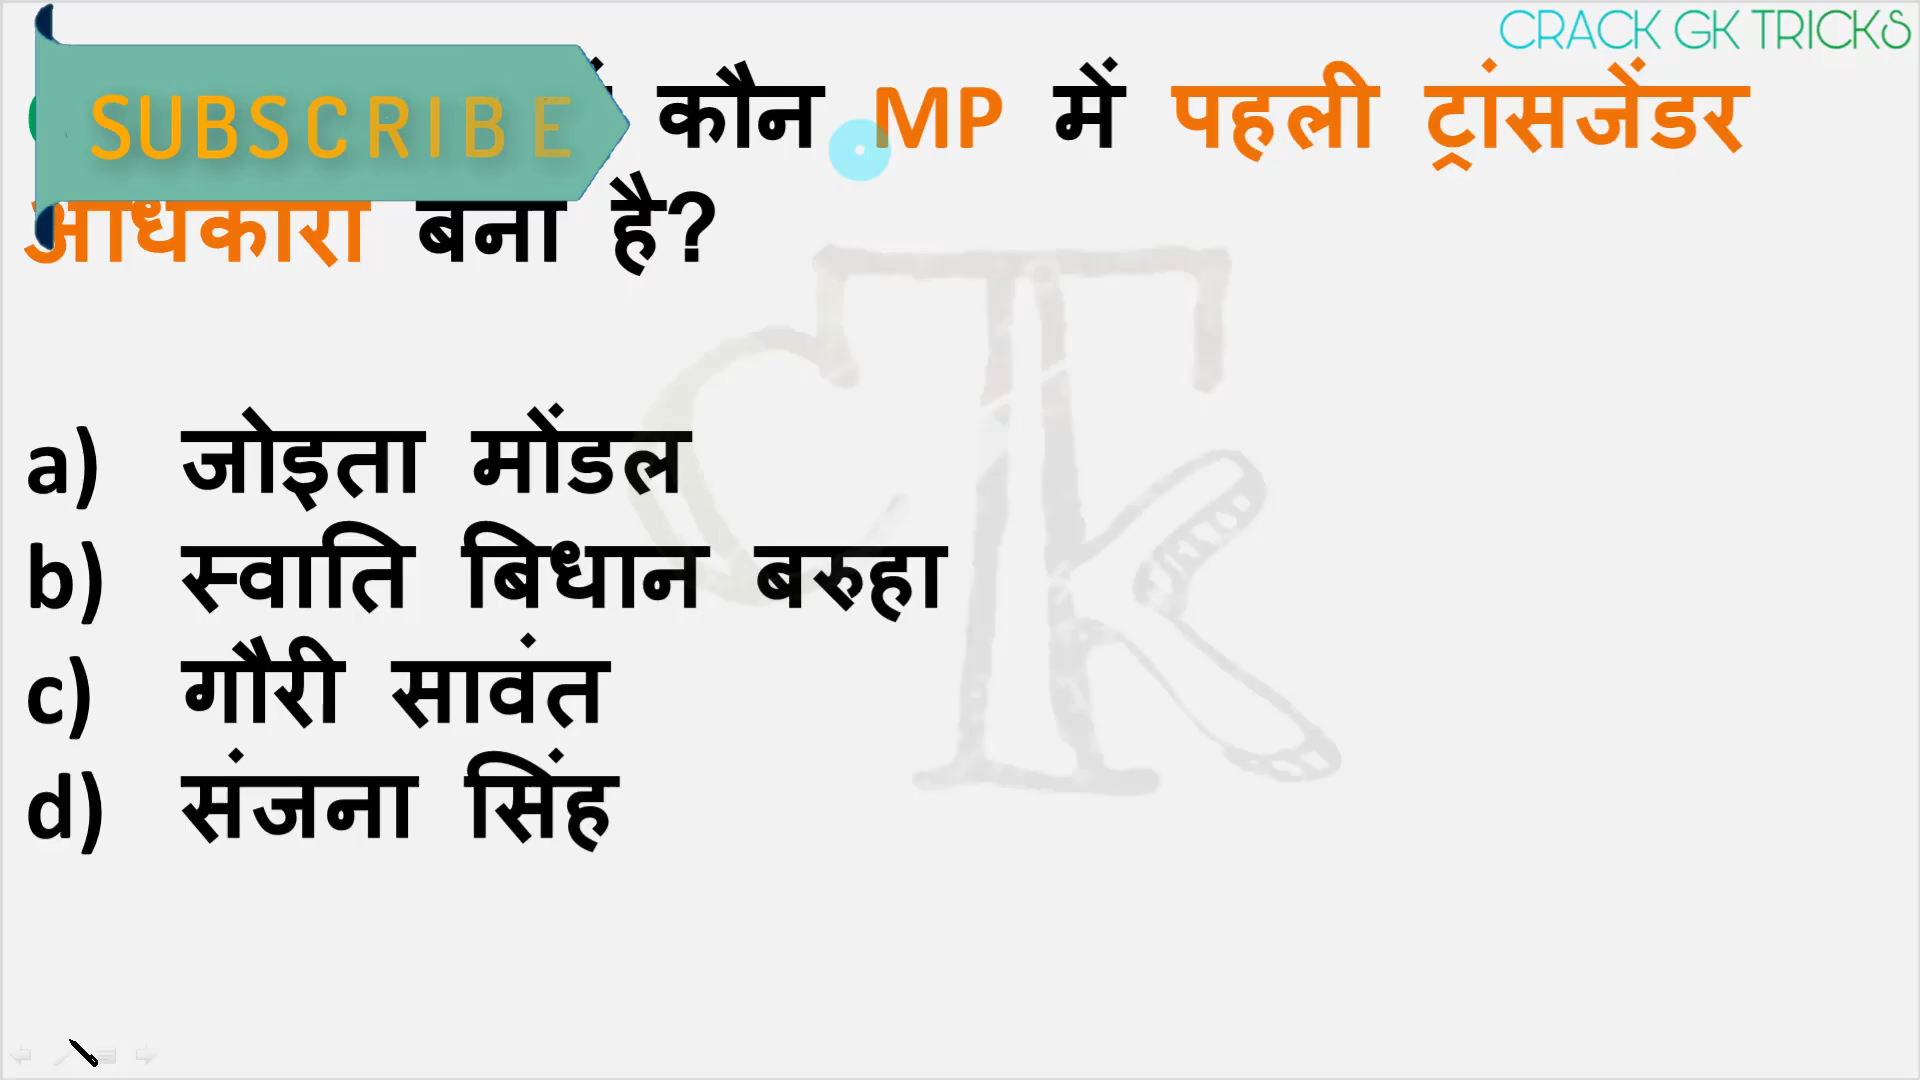 CRACK GK TRICKS
SUBSCRIBE
कौन MP में पहली ट्रांसजेंडर
बना है?
a) जोइता मोंडल
b) स्वाति बिधान बरुहा
c) गौरी सावंत
d) संजना सिंह